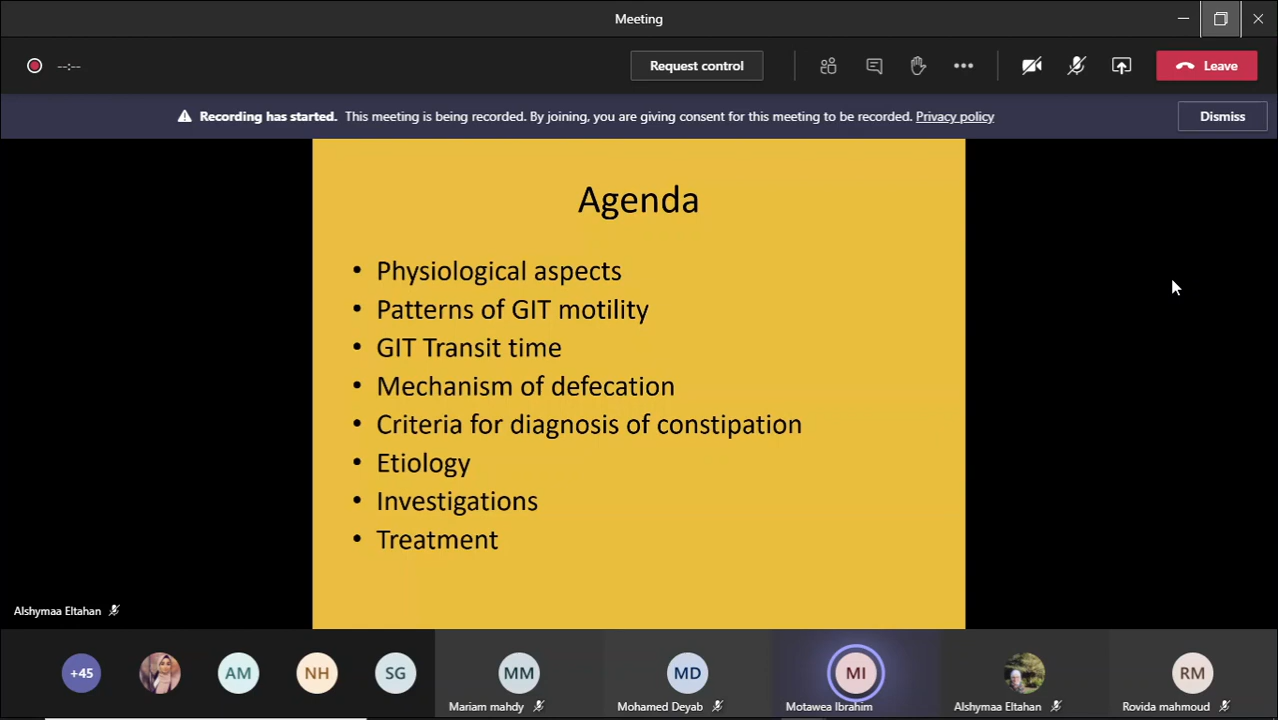 Meeting
--:--
Request control
Leave
Recording has started. This meeting is being recorded. By joining, you are giving consent for this meeting to be recorded. Privacy policy
Dismiss
Agenda
• Physiological aspects
• Patterns of GIT motility
• GIT Transit time
• Mechanism of defecation
• Criteria for diagnosis of constipation
• Etiology
• Investigations
• Treatment
Alshymaa Eltahan
+45
AM
NH
SG
MM
MD
MI
RM
Mariam mahdy
Mohamed Deyab
Motawea Ibrahim
Alshymaa Eltahan
Rovida mahmoud